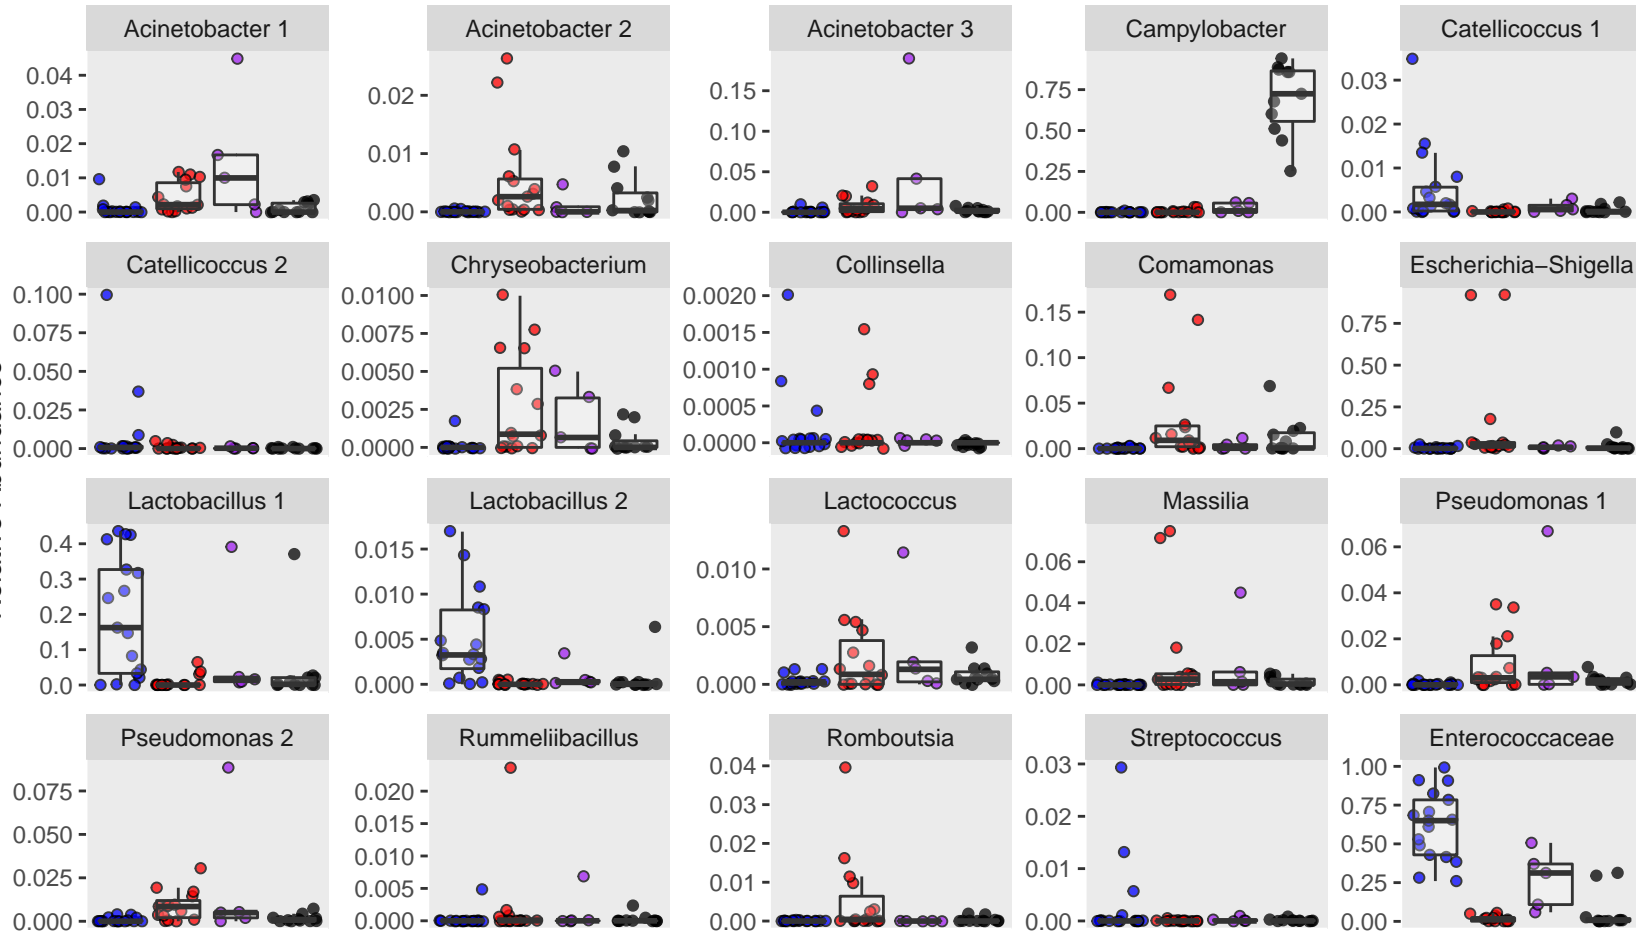 Acinetobacter 1 Acinetobacter 2 Acinetobacter 3 Campylobacter Catellicoccus 1
0.04 0.03 0.02 0.01 0.00
0.02 0.01 0.00
0.15 0.10 0.05 0.00
0.75 0.50 0.25 0.00
0.03 0.02 0.01 0.00
Catellicoccus 2 Chryseobacterium Collinsella Comamonas Escherichia−Shigella
0.100 0.075 0.050 0.025 0.000
0.0100 0.0075 0.0050 0.0025 0.0000
0.0020 0.0015 0.0010 0.0005 0.0000
0.15 0.10 0.05 0.00
0.75 0.50 0.25 0.00
Lactobacillus 1 Lactobacillus 2 Lactococcus Massilia Pseudomonas 1
0.4 0.3 0.2 0.1 0.0
0.015 0.010 0.005 0.000
0.010 0.005 0.000
0.06 0.04 0.02 0.00
0.06 0.04 0.02 0.00
Pseudomonas 2 Rummeliibacillus Romboutsia Streptococcus Enterococcaceae
0.075 0.050 0.025 0.000
0.020 0.015 0.010 0.005 0.000
0.04 0.03 0.02 0.01 0.00
0.03 0.02 0.01 0.00
1.00 0.75 0.50 0.25 0.00